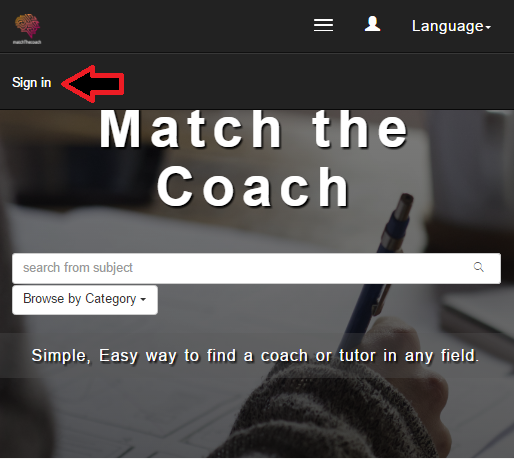 matchThecoach
Language
Sign in
Match the
Coach
search from subject
Browse by Category
Simple, Easy way to find a coach or tutor in any field.